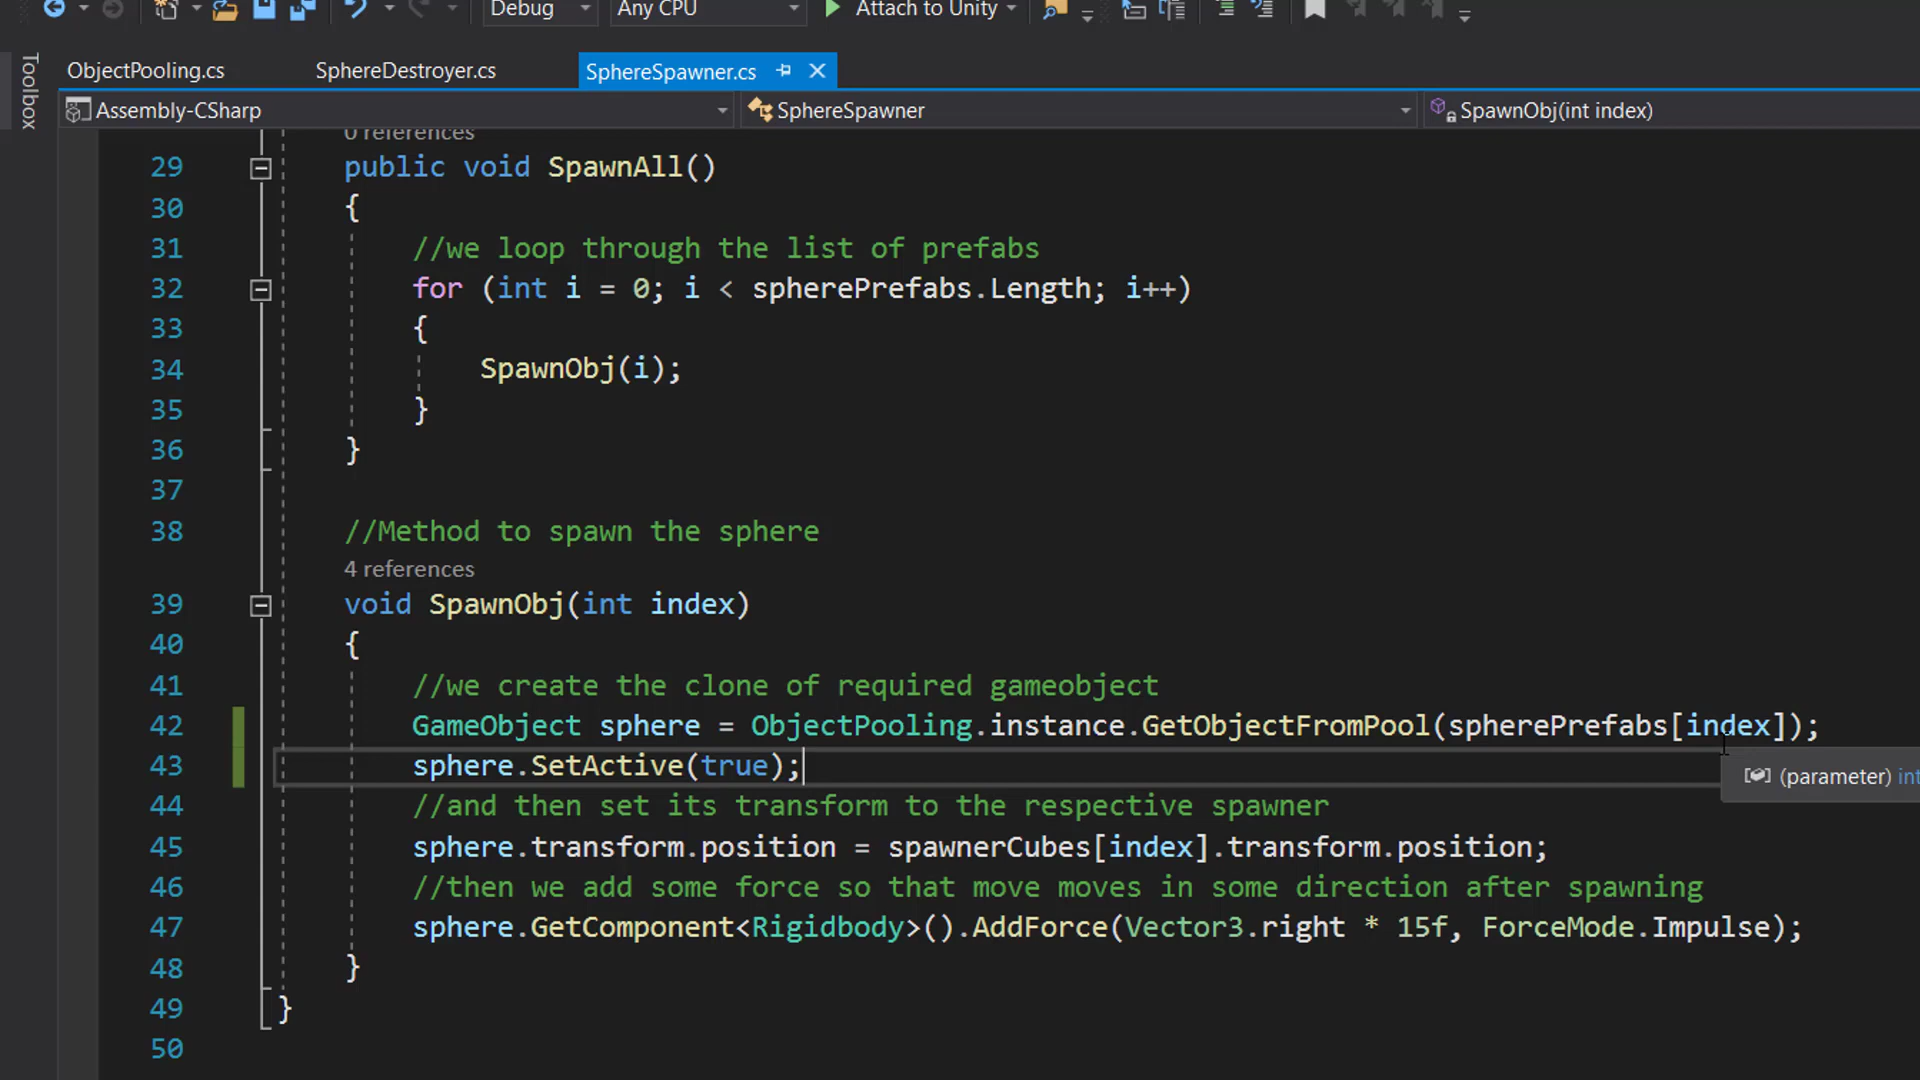 Debug Any CPU Attach to Unity
Toolbox
ObjectPooling.cs SphereDestroyer.cs SphereSpawner.cs
Assembly-CSharp SphereSpawner SpawnObj(int index)
0 references
29 public void SpawnAll()
30 {
31 //we loop through the list of prefabs
32 for (int i = 0; i < spherePrefabs.Length; i++)
33 {
34 SpawnObj(i);
35 }
36 }
37
38 //Method to spawn the sphere
4 references
39 void SpawnObj(int index)
40 {
41 //we create the clone of required gameobject
42 GameObject sphere = ObjectPooling.instance.GetObjectFromPool(spherePrefabs[index]);
43 sphere.SetActive(true);
(parameter) int
44 //and then set its transform to the respective spawner
45 sphere.transform.position = spawnerCubes[index].transform.position;
46 //then we add some force so that move moves in some direction after spawning
47 sphere.GetComponent<Rigidbody>().AddForce(Vector3.right * 15f, ForceMode.Impulse);
48 }
49 }
50